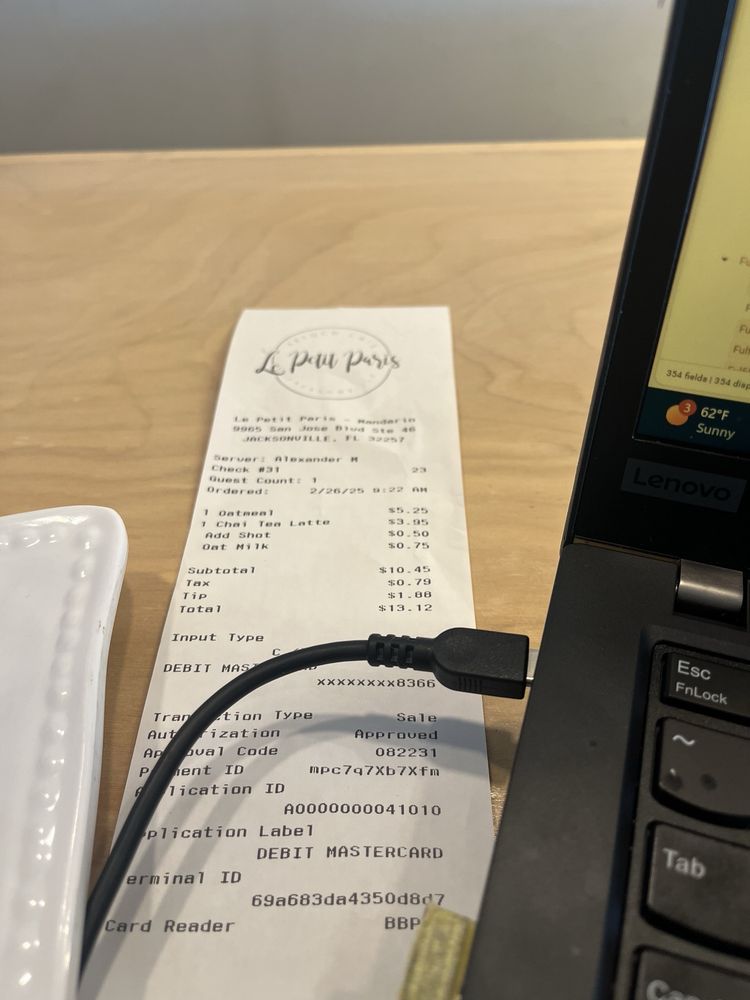 Le Petit Paris
Le Petit Paris - Mandarin
9965 San Jose Blvd Ste 46
JACKSONVILLE, FL 32257
Server: Alexander M
Check #31 23
Guest Count: 1
Ordered: 2/26/25 9:22 AM
1 Oatmeal $5.25
1 Chai Tea Latte $3.95
Add Shot $0.50
Oat Milk $0.75
Subtotal $10.45
Tax $0.79
Tip $1.88
Total $13.12
Input Type
DEBIT
xxxxxxxx8366
Transaction Type Sale
Authorization Approved
Approval Code 082231
Payment ID mpc7q7Xb7Xfm
Application ID
A0000000041010
Application Label
DEBIT MASTERCARD
Terminal ID
69a683da4350d8d7
Card Reader BBP
354 fields | 354
3
62°F
Sunny
Lenovo
Esc
FnLock
~
Tab